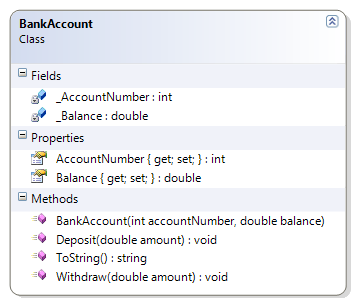 BankAccount
Class
Fields
_AccountNumber : int
_Balance : double
Properties
AccountNumber { get; set; } : int
Balance { get; set; } : double
Methods
BankAccount(int accountNumber, double balance)
Deposit(double amount) : void
ToString() : string
Withdraw(double amount) : void